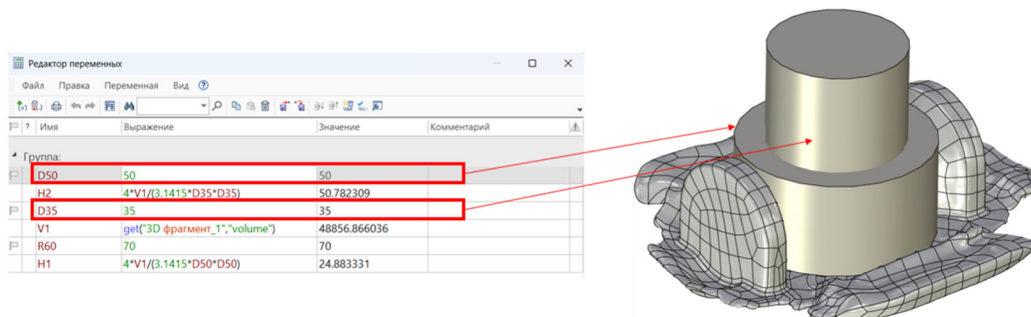 Редактор переменных
Файл Правка Переменная Вид
? Имя Выражение Значение Комментарий
Группа:
D50 50 50
H2 4*V1/(3.1415*D35*D35) 50.782309
D35 35 35
V1 get("3D фрагмент_1","volume") 48856.866036
R60 70 70
H1 4*V1/(3.1415*D50*D50) 24.883331